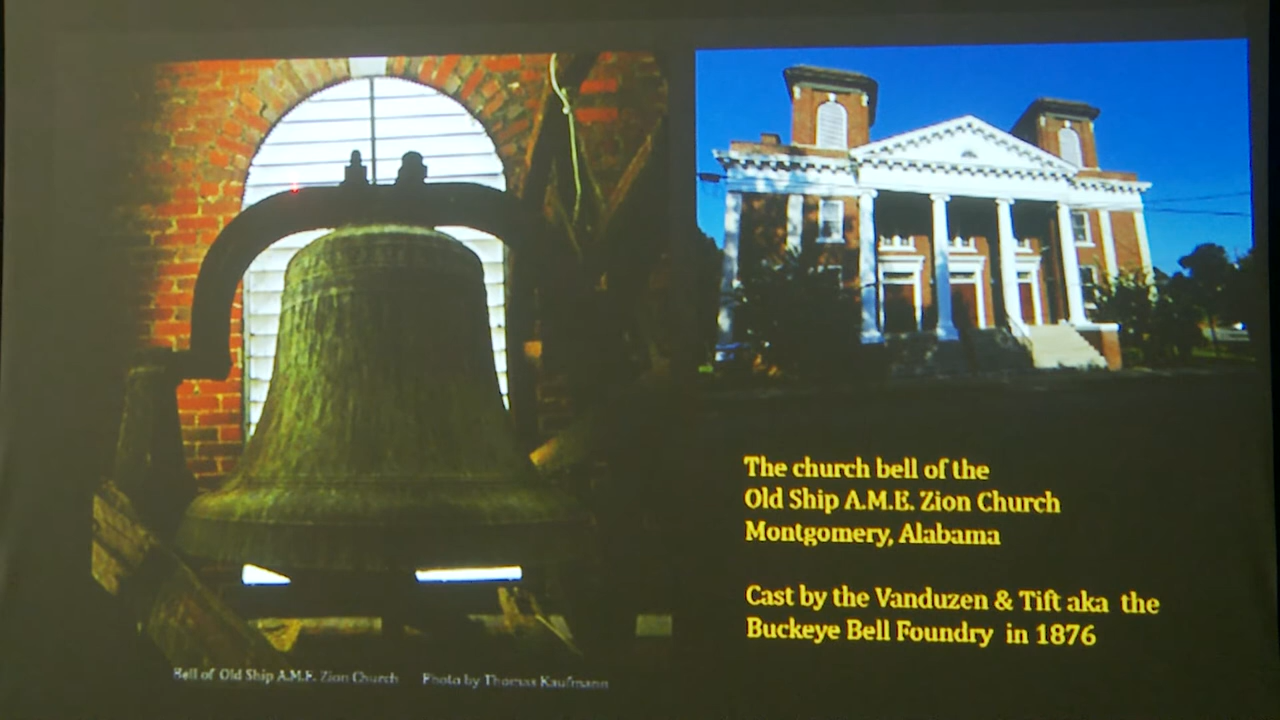 The church bell of the
Old Ship A.M.E. Zion Church
Montgomery, Alabama
Cast by the Vanduzen & Tift aka the
Buckeye Bell Foundry in 1876
Bell of Old Ship A.M.E. Zion Church Photo by Thomas Kaufmann